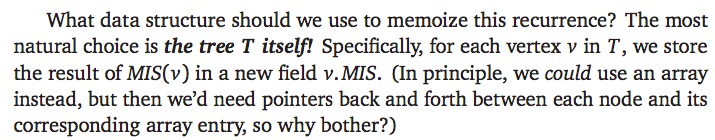 What data structure should we use to memoize this recurrence? The most
natural choice is the tree T itself! Specifically, for each vertex v in T, we store
the result of MIS(v) in a new field v.MIS. (In principle, we could use an array
instead, but then we’d need pointers back and forth between each node and its
corresponding array entry, so why bother?)